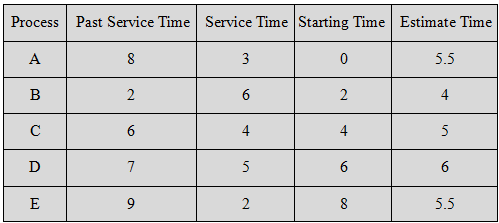 Process Past Service Time Service Time Starting Time Estimate Time
A 8 3 0 5.5
B 2 6 2 4
C 6 4 4 5
D 7 5 6 6
E 9 2 8 5.5